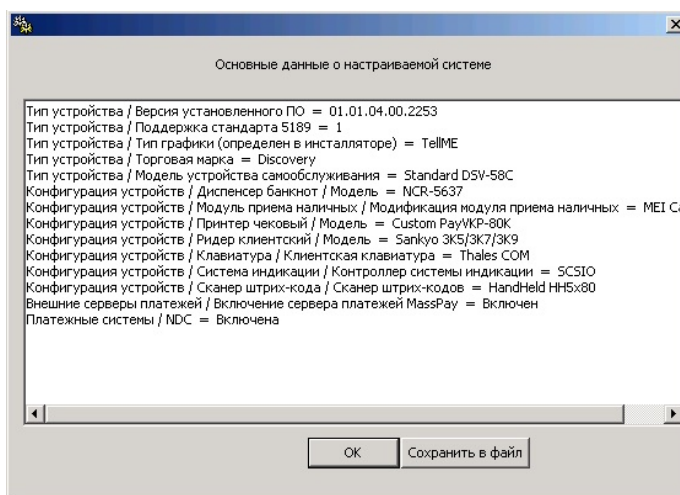 Основные данные о настраиваемой системе
Тип устройства / Версия установленного ПО = 01.01.04.00.2253
Тип устройства / Поддержка стандарта 5189 = 1
Тип устройства / Тип графики (определен в инсталляторе) = TellME
Тип устройства / Торговая марка = Discovery
Тип устройства / Модель устройства самообслуживания = Standard DSV-58C
Конфигурация устройств / Диспенсер банкнот / Модель = NCR-5637
Конфигурация устройств / Модуль приема наличных / Модификация модуля приема наличных = MEI
Конфигурация устройств / Принтер чековый / Модель = Custom PayVKP-80K
Конфигурация устройств / Ридер клиентский / Модель = Sankyo 3K5/3K7/3K9
Конфигурация устройств / Клавиатура / Клиентская клавиатура = Thales COM
Конфигурация устройств / Система индикации / Контроллер системы индикации = SCSIO
Конфигурация устройств / Сканер штрих-кода / Сканер штрих-кодов = HandHeld HH5x80
Внешние серверы платежей / Включение сервера платежей MassPay = Включен
Платежные системы / NDC = Включена
OK
Сохранить в файл